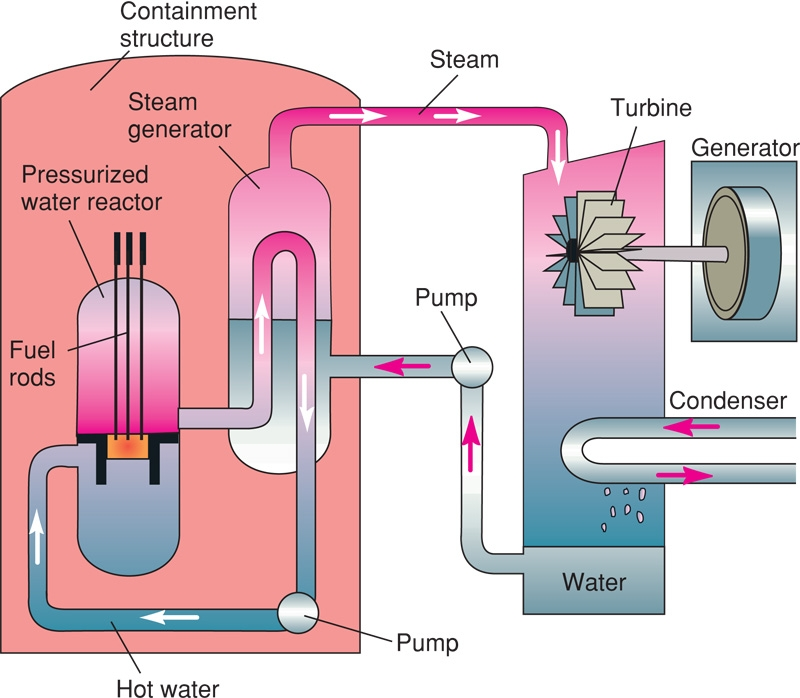 Containment
structure
Steam
Steam
generator
Turbine
Generator
Pressurized
water reactor
Pump
Fuel
rods
Condenser
Water
Pump
Hot water